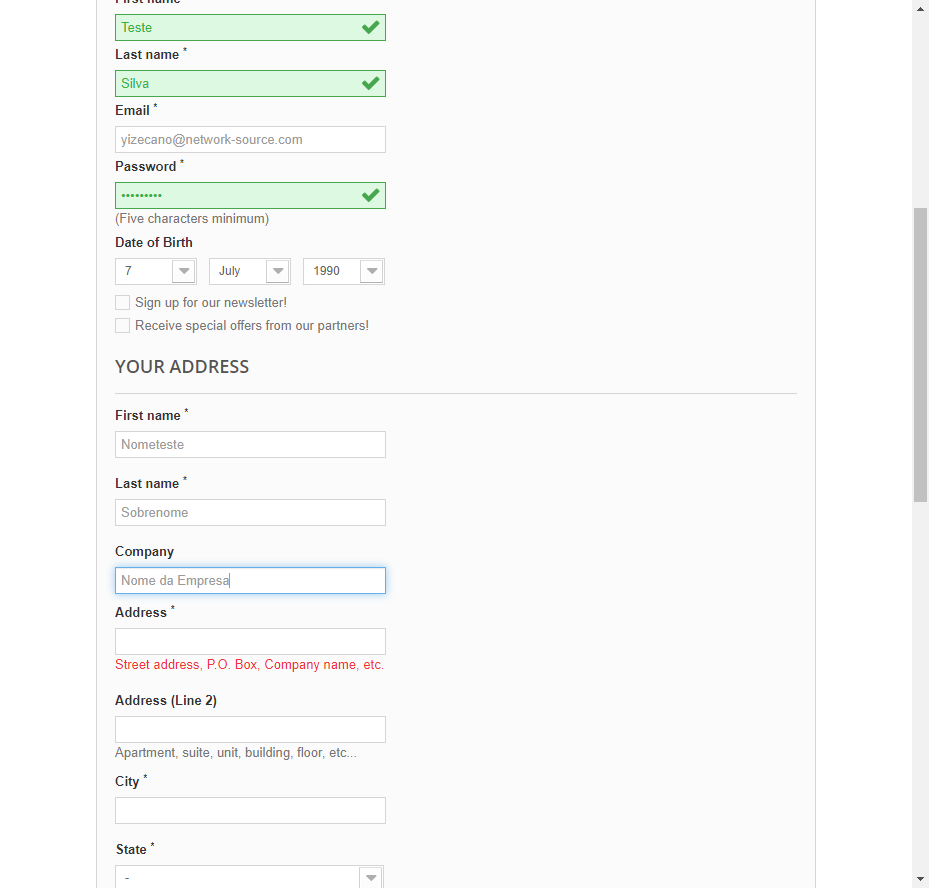 First name
Teste
Last name *
Silva
Email *
yizecano@network-source.com
Password *
•••••••••
(Five characters minimum)
Date of Birth
7 July 1990
Sign up for our newsletter!
Receive special offers from our partners!
YOUR ADDRESS
First name *
Nometeste
Last name *
Sobrenome
Company
Nome da Empresa
Address *
Street address, P.O. Box, Company name, etc.
Address (Line 2)
Apartment, suite, unit, building, floor, etc...
City *
State *
-